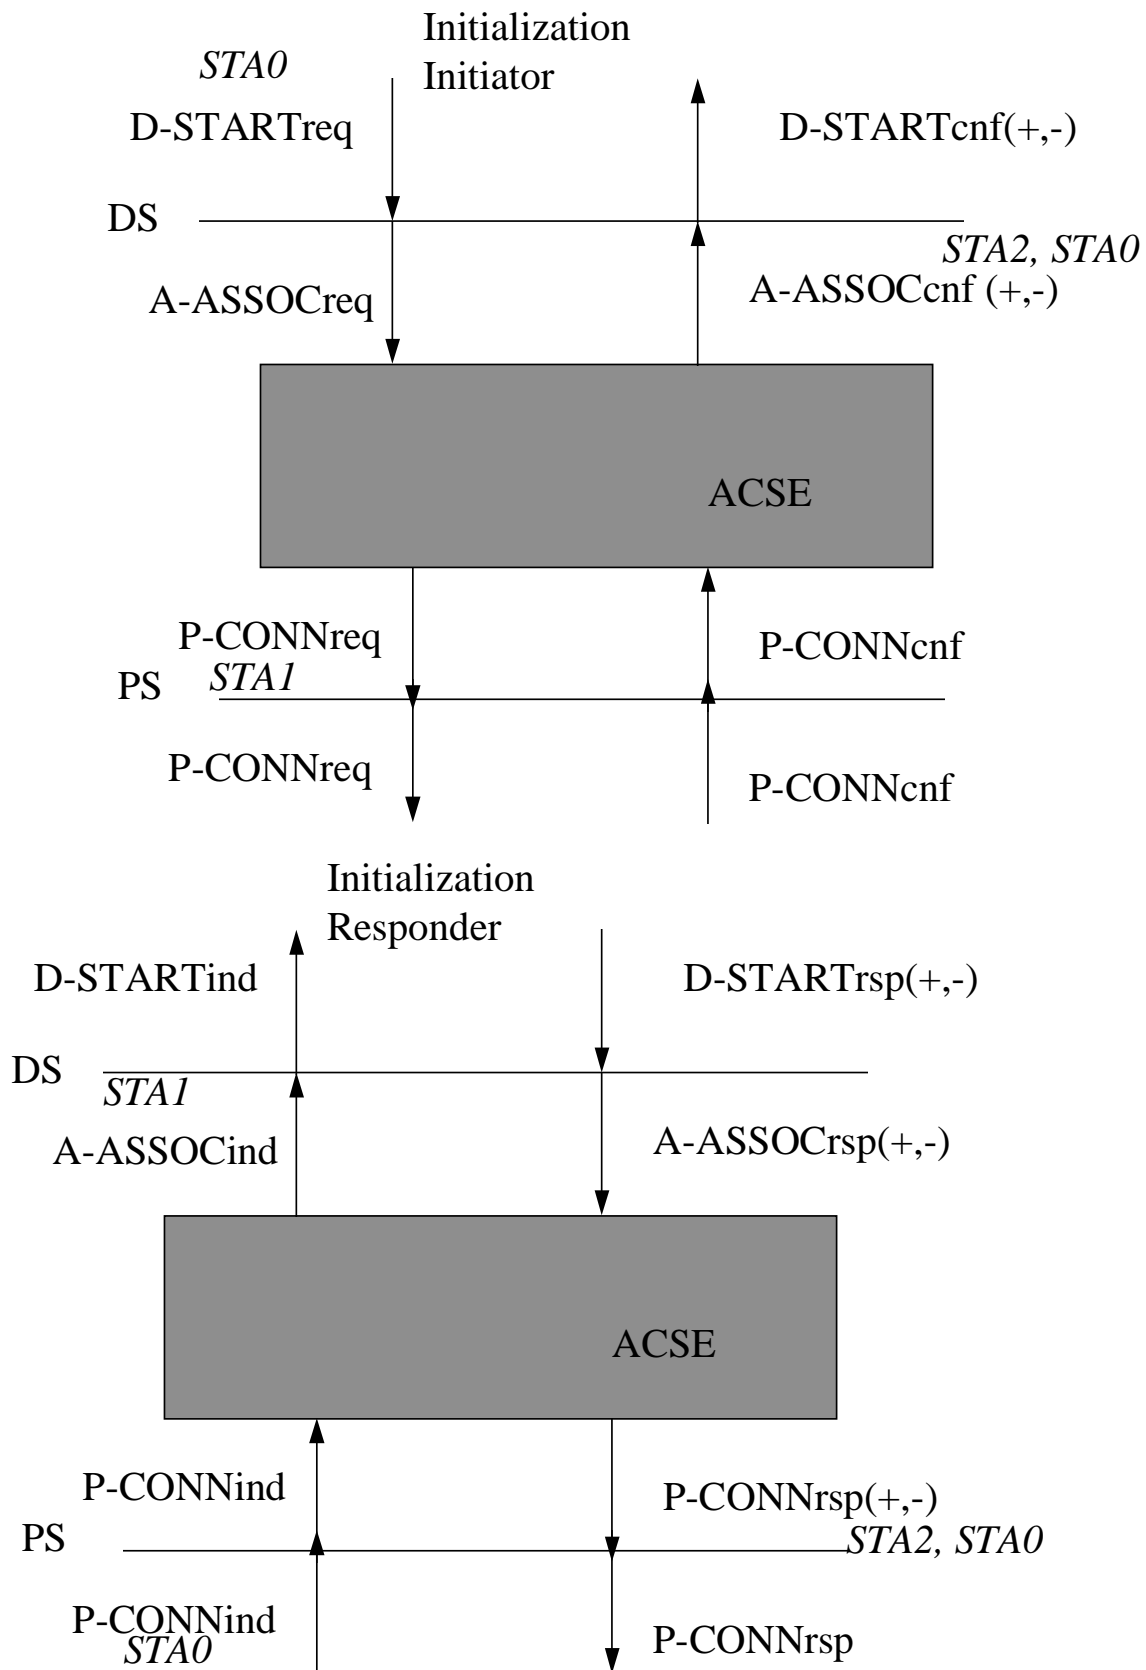 Initialization
Initiator
STA0
D-STARTreq
D-STARTcnf(+,-)
DS
STA2, STA0
A-ASSOCreq
A-ASSOCcnf (+,-)
ACSE
P-CONNreq
P-CONNcnf
STA1
PS
P-CONNreq
P-CONNcnf
Initialization
Responder
D-STARTind
D-STARTrsp(+,-)
DS
STA1
A-ASSOCind
A-ASSOCrsp(+,-)
ACSE
P-CONNind
P-CONNrsp(+,-)
PS
STA2, STA0
P-CONNind
STA0
P-CONNrsp